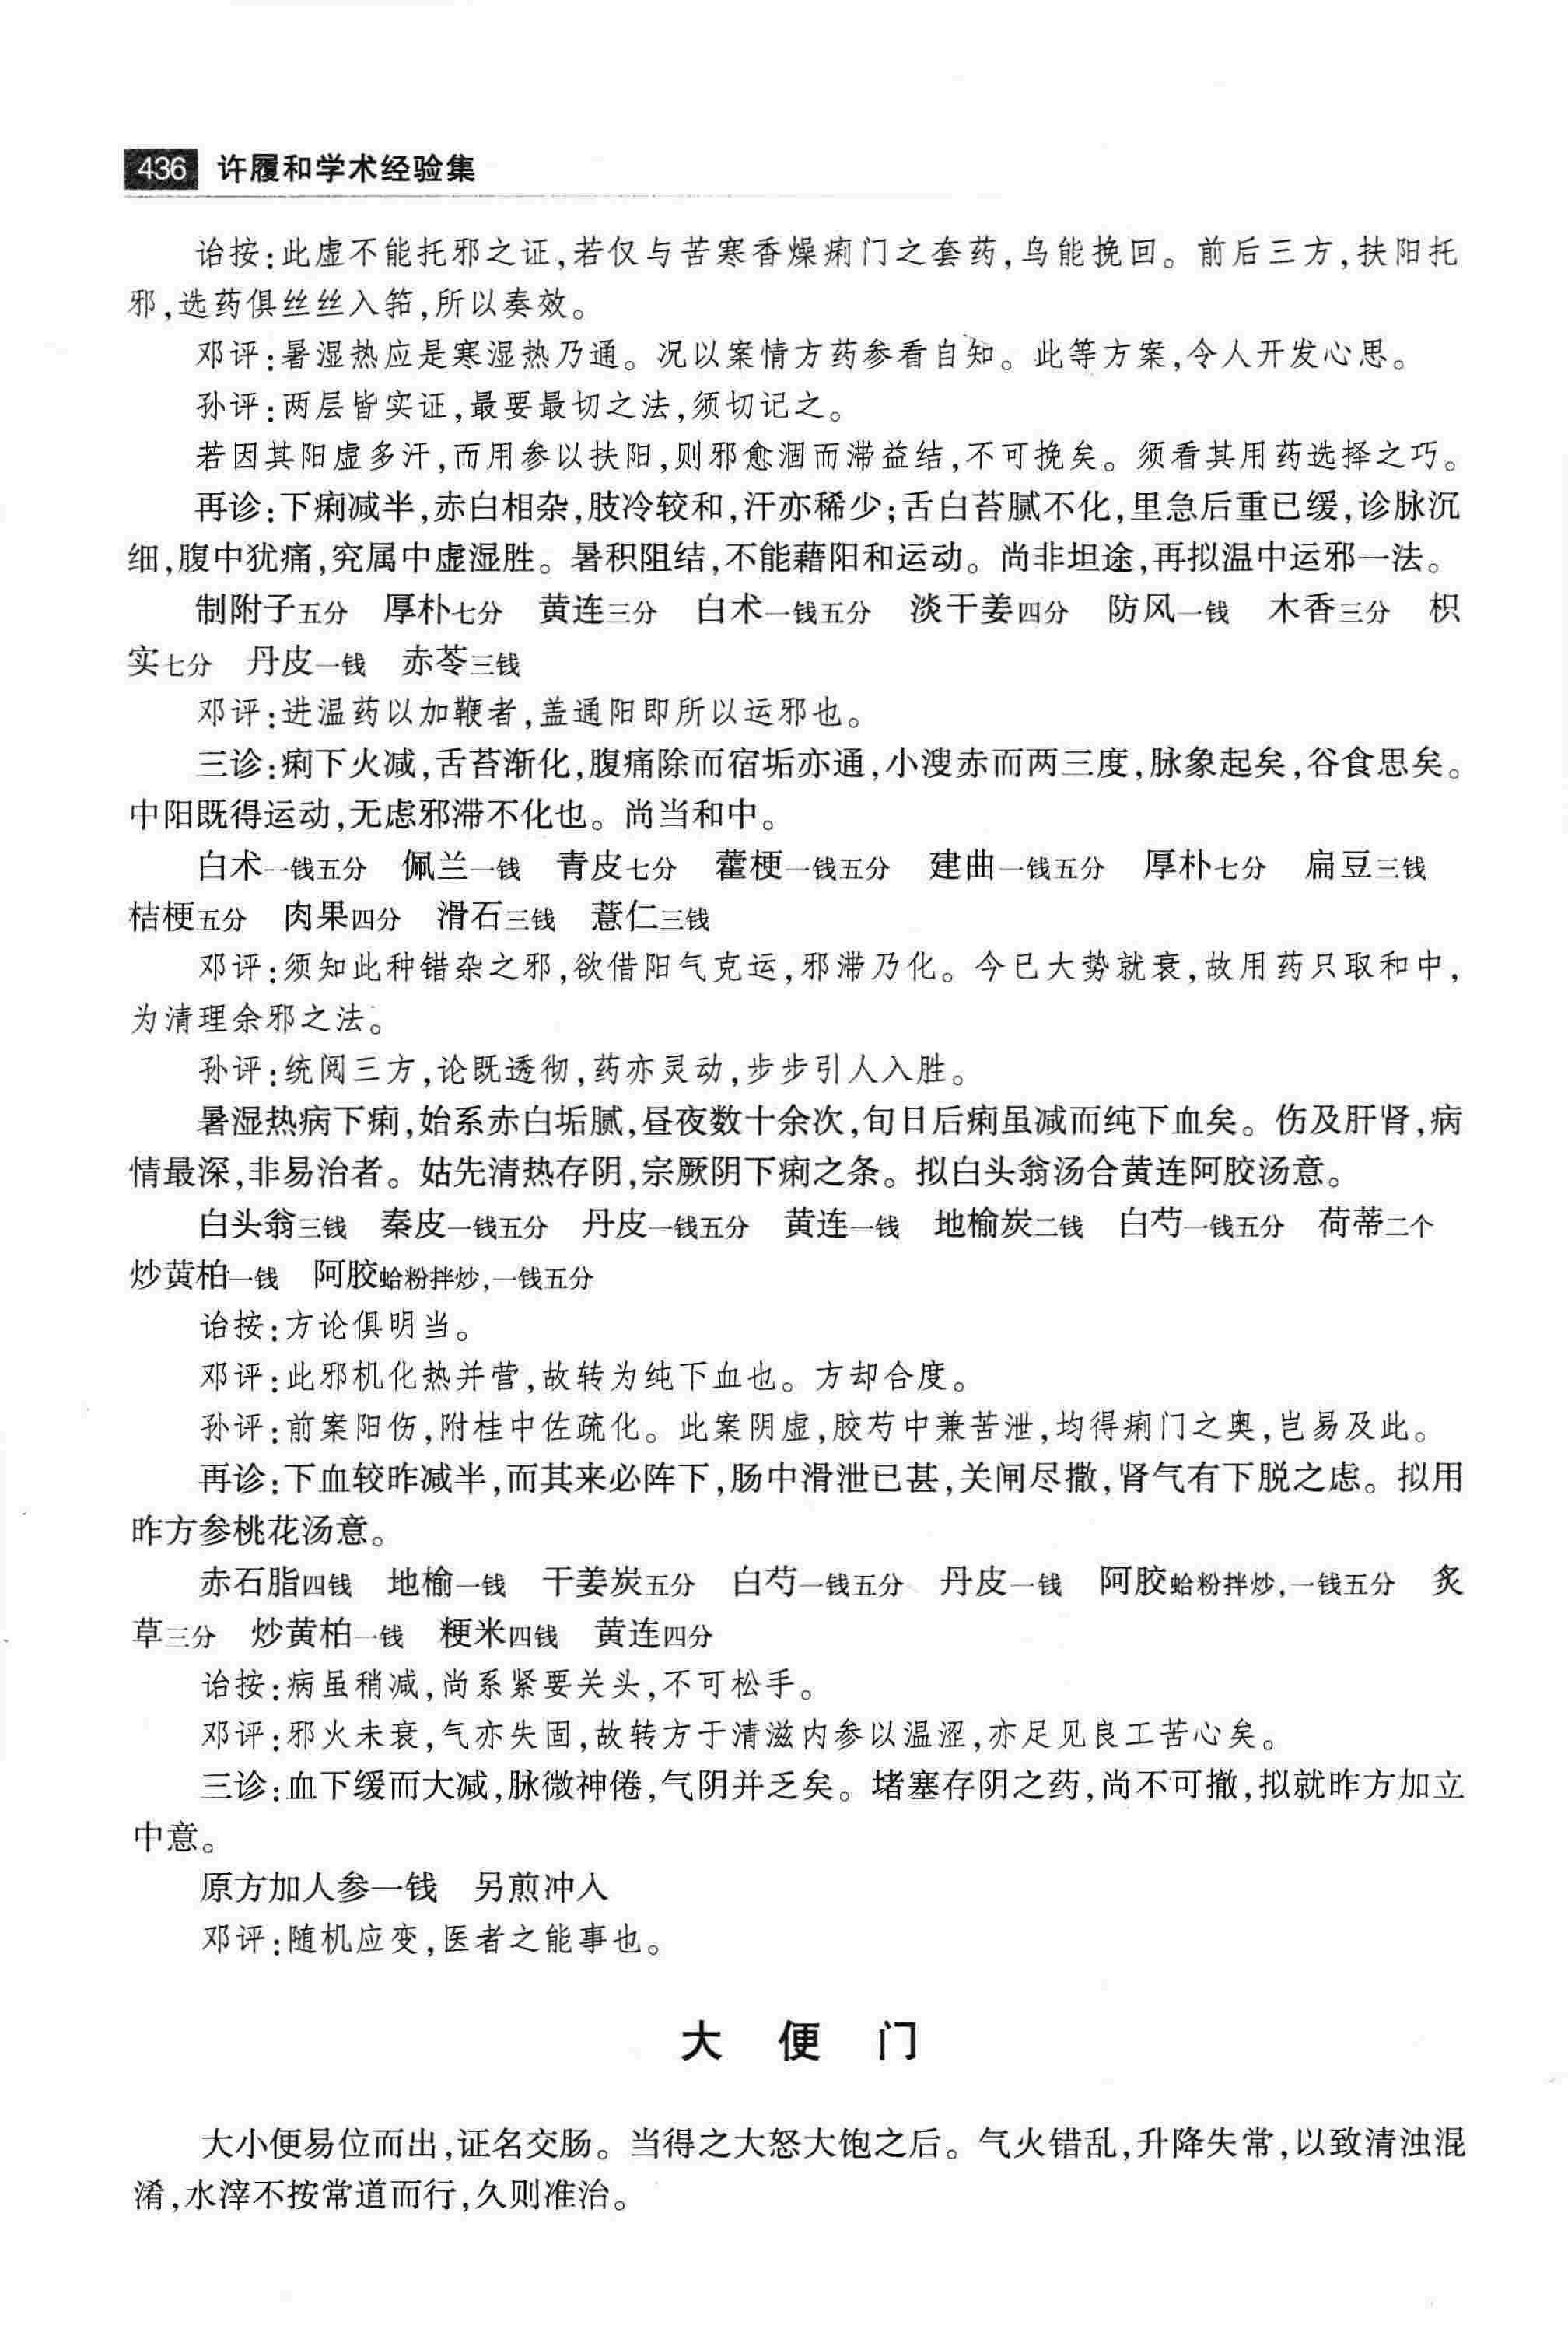 436 许履和学术经验集
诒按:此虚不能托邪之证,若仅与苦寒香燥痢门之套药,乌能挽回。前后三方,扶阳托
邪,选药俱丝丝入筘,所以奏效。
邓评:暑湿热应是寒湿热乃通。况以案情方药参看自知。此等方案,令人开发心思。
孙评:两层皆实证,最要最切之法,须切记之。
若因其阳虚多汗,而用参以扶阳,则邪愈涸而滞益结,不可挽矣。须看其用药选择之巧。
再诊:下痢减半,赤白相杂,肢冷较和,汗亦稀少;舌白苔腻不化,里急后重已缓,诊脉沉
细,腹中犹痛,究属中虚湿胜。暑积阻结,不能藉阳和运动。尚非坦途,再拟温中运邪一法。
制附子五分 厚朴七分 黄连三分 白术一钱五分 淡干姜四分 防风一钱 木香三分 枳
实七分 丹皮一钱 赤苓三钱
邓评:进温药以加鞭者,盖通阳即所以运邪也。
三诊:痢下火减,舌苔渐化,腹痛除而宿垢亦通,小溲赤而两三度,脉象起矣,谷食思矣。
中阳既得运动,无虑邪滞不化也。尚当和中。
白术一钱五分 佩兰一钱 青皮七分 藿梗一钱五分 建曲一钱五分 厚朴七分 扁豆三钱
桔梗五分 肉果四分 滑石三钱 薏仁三钱
邓评:须知此种错杂之邪,欲借阳气克运,邪滞乃化。今已大势就衰,故用药只取和中,
为清理余邪之法。
孙评:统阅三方,论既透彻,药亦灵动,步步引人入胜。
暑湿热病下痢,始系赤白垢腻,昼夜数十余次,旬日后痢虽减而纯下血矣。伤及肝肾,病
情最深,非易治者。姑先清热存阴,宗厥阴下痢之条。拟白头翁汤合黄连阿胶汤意。
白头翁三钱 秦皮一钱五分 丹皮一钱五分 黄连一钱 地榆炭二钱 白芍一钱五分 荷蒂二个
炒黄柏一钱 阿胶蛤粉拌炒,一钱五分
诒按:方论俱明当。
邓评:此邪机化热并营,故转为纯下血也。方却合度。
孙评:前案阳伤,附桂中佐疏化。此案阴虚,胶芍中兼苦泄,均得痢门之奥,岂易及此。
再诊:下血较昨减半,而其来必阵下,肠中滑泄已甚,关闸尽撒,肾气有下脱之虑。拟用
昨方参桃花汤意。
赤石脂四钱 地榆一钱 干姜炭五分 白芍一钱五分 丹皮一钱 阿胶蛤粉拌炒,一钱五分 炙
草三分 炒黄柏一钱 粳米四钱 黄连四分
诒按:病虽稍减,尚系紧要关头,不可松手。
邓评:邪火未衰,气亦失固,故转方于清滋内参以温涩,亦足见良工苦心矣。
三诊:血下缓而大减,脉微神倦,气阴并乏矣。堵塞存阴之药,尚不可撤,拟就昨方加立
中意。
原方加人参一钱 另煎冲入
邓评:随机应变,医者之能事也。
大便门
大小便易位而出,证名交肠。当得之大怒大饱之后。气火错乱,升降失常,以致清浊混
淆,水滓不按常道而行,久则准治。